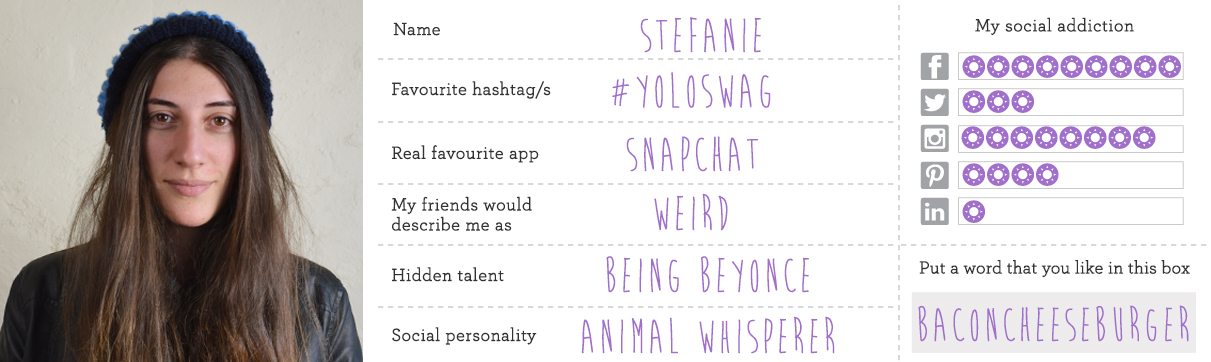 Name
STEFANIE
Favourite hashtag/s
#YOLOSWAG
Real favourite app
SNAPCHAT
My friends would
describe me as
WEIRD
Hidden talent
BEING BEYONCE
Social personality
ANIMAL WHISPERER
My social addiction
f
in
Put a word that you like in this box
BACONCHEESEBURGER